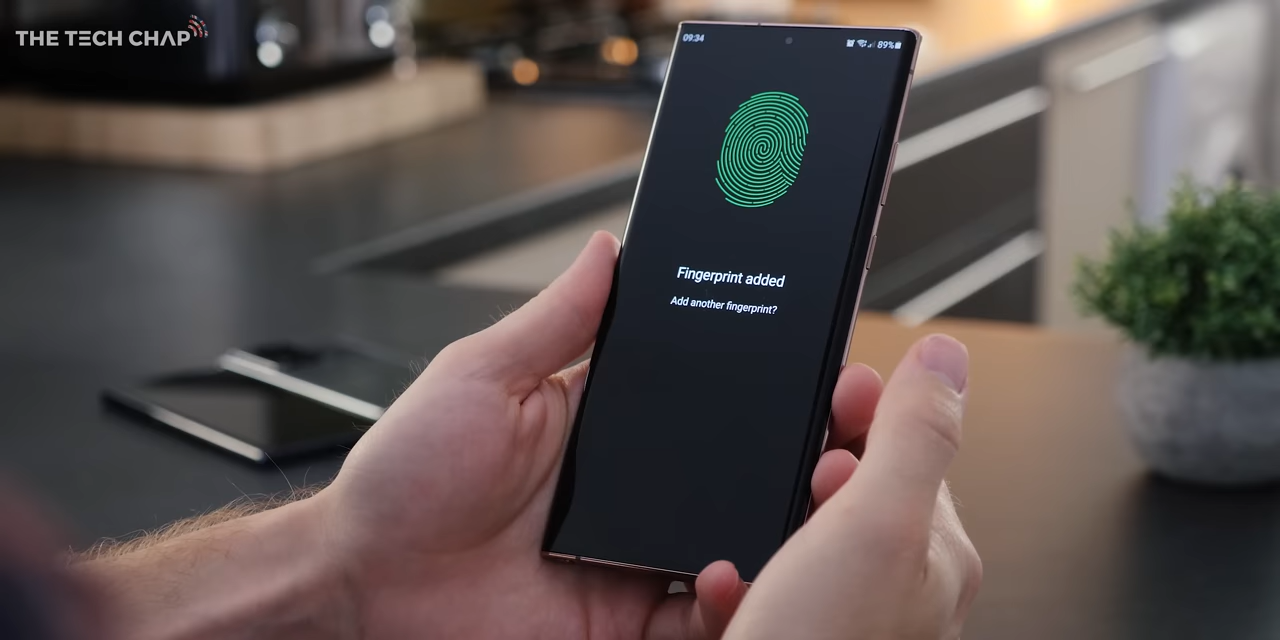 THE TECH CHAP
09:34
89%
Fingerprint added
Add another fingerprint?